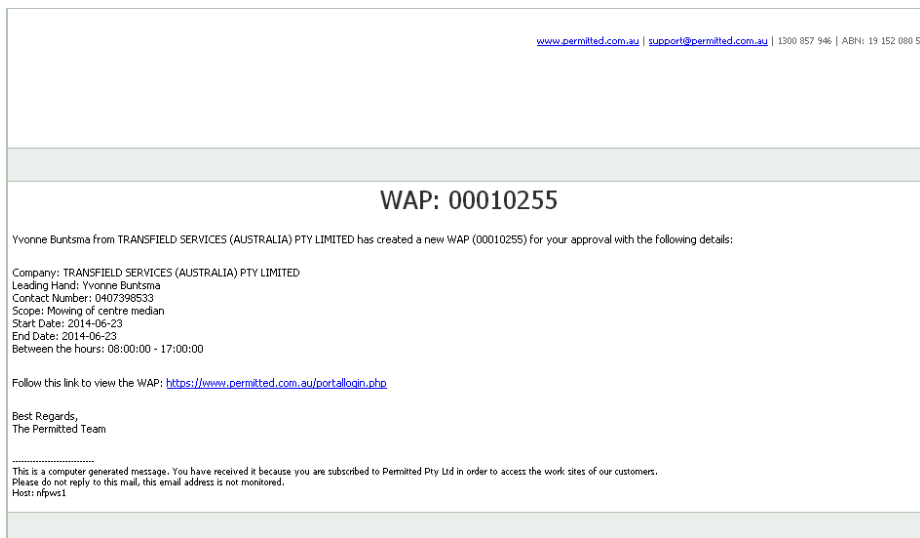 www.permitted.com.au | support@permitted.com.au | 1300 857 946 | ABN: 19 152 080 5
WAP: 00010255
Yvonne Buntsma from TRANSFIELD SERVICES (AUSTRALIA) PTY LIMITED has created a new WAP (00010255) for your approval with the following details:
Company: TRANSFIELD SERVICES (AUSTRALIA) PTY LIMITED
Leading Hand: Yvonne Buntsma
Contact Number: 0407398533
Scope: Mowing of centre median
Start Date: 2014-06-23
End Date: 2014-06-23
Between the hours: 08:00:00 - 17:00:00
Follow this link to view the WAP: https://www.permitted.com.au/portallogin.php
Best Regards,
The Permitted Team
----------------------------
This is a computer generated message. You have received it because you are subscribed to Permitted Pty Ltd in order to access the work sites of our customers.
Please do not reply to this mail, this email address is not monitored.
Host: nfpws1